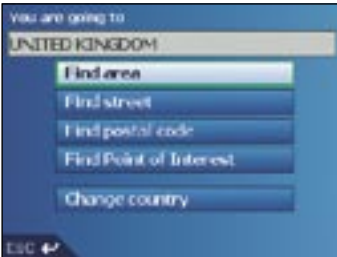 You are going to
UNITED KINGDOM
Find area
Find street
Find postal code
Find Point of Interest
Change country
ESC